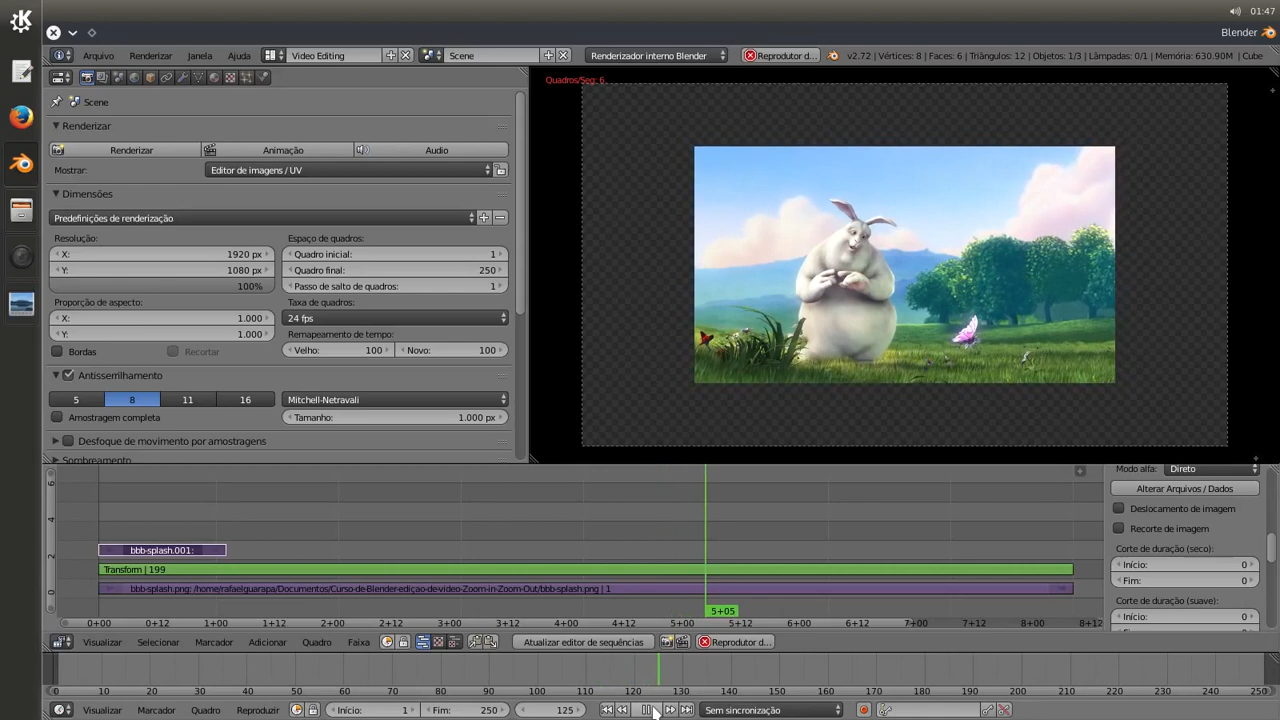 01:47
Blender
Arquivo Renderizar Janela Ajuda Video Editing Scene Renderizador interno Blender Reprodutor d... v2.72 | Vértices: 8 | Faces: 6 | Triângulos: 12 | Objetos: 1/3 | Lâmpadas: 0/1 | Memória: 630.90M | Cube
Quadros/Seg: 6
Scene
Renderizar
Renderizar Animação Audio
Mostrar: Editor de imagens / UV
Dimensões
Predefinições de renderização
Resolução: Espaço de quadros:
X: 1920 px Quadro inicial: 1
Y: 1080 px Quadro final: 250
100% Passo de salto de quadros: 1
Proporção de aspecto: Taxa de quadros:
X: 1.000 24 fps
Y: 1.000 Remapeamento de tempo:
Bordas Recortar Velho: 100 Novo: 100
Antisserrilhamento
5 8 11 16 Mitchell-Netravali
Amostragem completa Tamanho: 1.000 px
Desfoque de movimento por amostragens
Sombreamento
Modo alfa: Direto
Alterar Arquivos / Dados
Deslocamento de imagem
Recorte de imagem
Corte de duração (seco):
Início: 0
Fim: 0
Corte de duração (suave):
Início: 0
6
4
2
0
bbb-splash.001:
Transform | 199
bbb-splash.png: /home/rafaelguarapa/Documentos/Curso-de-Blender-ediçao-de-video-Zoom-in-Zoom-Out/bbb-splash.png | 1
5+05
0+00 0+12 1+00 1+12 2+00 2+12 3+00 3+12 4+00 4+12 5+00 5+12 6+00 6+12 7+00 7+12 8+00 8+12
Visualizar Selecionar Marcador Adicionar Quadro Faixa Atualizar editor de sequências Reprodutor d...
0 10 20 30 40 50 60 70 80 90 100 110 120 130 140 150 160 170 180 190 200 210 220 230 240 250
Visualizar Marcador Quadro Reproduzir Início: 1 Fim: 250 125 Sem sincronização